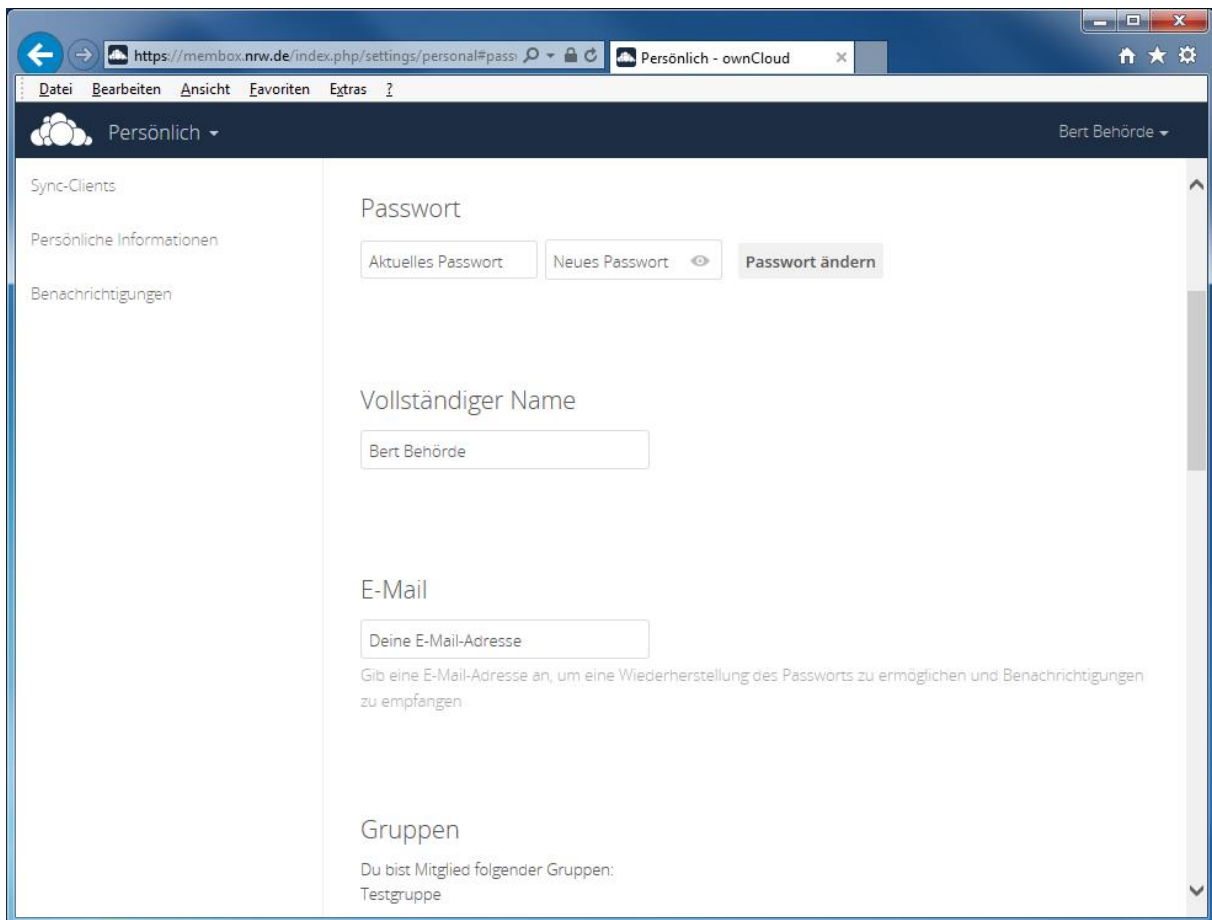 https://membox.nrw.de/index.php/settings/personal#pass
Persönlich - ownCloud
Datei Bearbeiten Ansicht Favoriten Extras ?
Persönlich
Bert Behörde
Sync-Clients
Persönliche Informationen
Benachrichtigungen
Passwort
Aktuelles Passwort
Neues Passwort
Passwort ändern
Vollständiger Name
Bert Behörde
E-Mail
Deine E-Mail-Adresse
Gib eine E-Mail-Adresse an, um eine Wiederherstellung des Passworts zu ermöglichen und Benachrichtigungen
zu empfangen
Gruppen
Du bist Mitglied folgender Gruppen:
Testgruppe